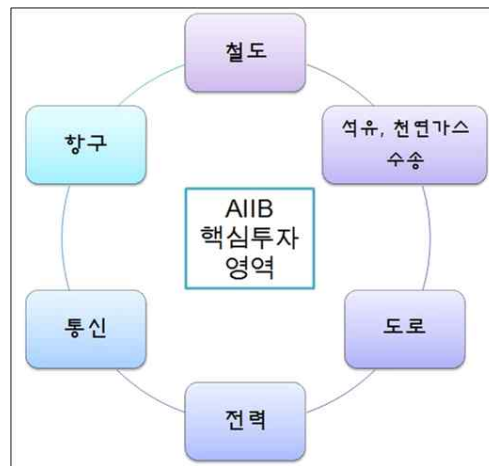 철도
석유, 천연가스
수송
도로
전력
통신
항구
AIIB
핵심투자
영역